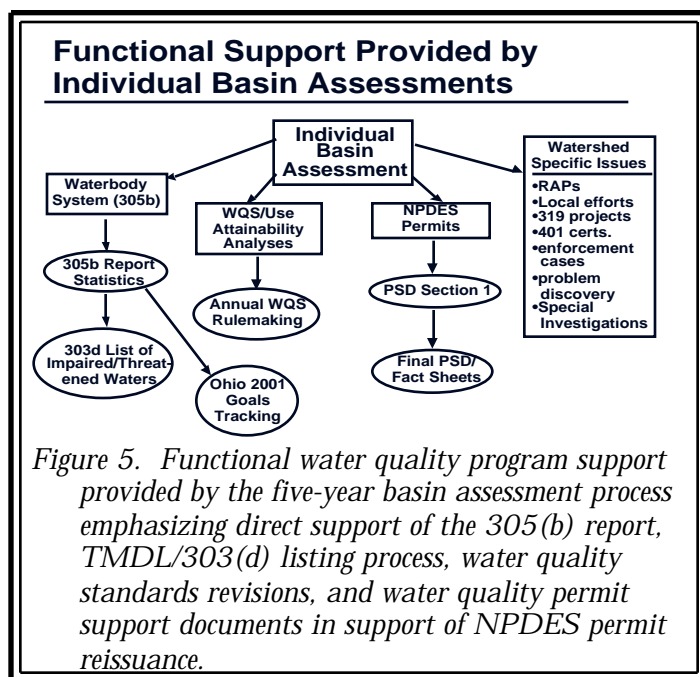 Functional Support Provided by
Individual Basin Assessments
Individual
Basin
Assessment
Waterbody
System (305b)
305b Report
Statistics
303d List of
Impaired/Threat-
ened Waters
Ohio 2001
Goals
Tracking
WQS/Use
Attainability
Analyses
Annual WQS
Rulemaking
NPDES
Permits
PSD Section 1
Final PSD/
Fact Sheets
Watershed
Specific Issues
•RAPs
•Local efforts
•319 projects
•401 certs.
•enforcement
cases
•problem
discovery
•Special
Investigations
Figure 5. Functional water quality program support
provided by the five-year basin assessment process
emphasizing direct support of the 305(b) report,
TMDL/303(d) listing process, water quality
standards revisions, and water quality permit
support documents in support of NPDES permit
reissuance.